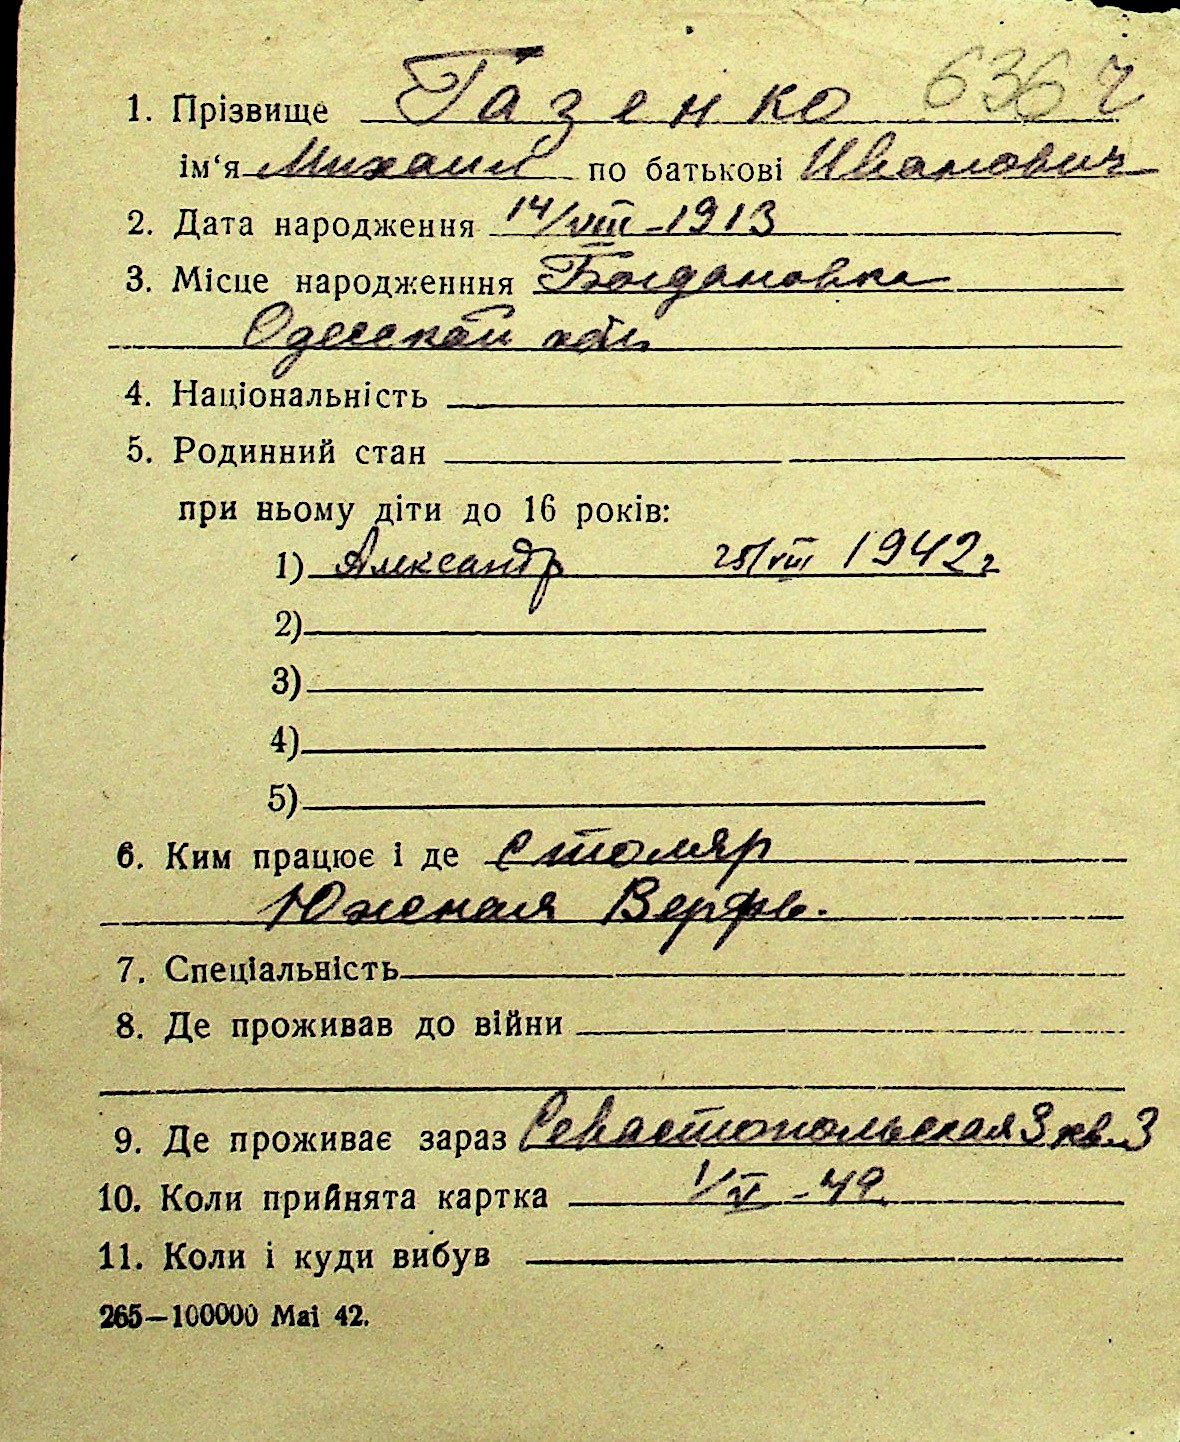 1. Прізвище Газенко 636 г
ім‘я Михаил по батькові Иванович
2. Дата народження 14/VIII - 1913
3. Місце народженння Богдановка
Одесской обл.
4. Національність
5. Родинний стан
при ньому діти до 16 років:
1) Александр 25/VIII 1942 г
2)
3)
4)
5)
6. Ким працює і де Столяр
Южная Верфь.
7. Спеціальність
8. Де проживав до війни
9. Де проживає зараз Севастопольская 3 кв. 3
10. Коли прийнята картка 1/V - 42
11. Коли і куди вибув
265—100000 Mai 42.